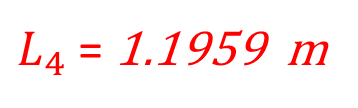 L₄ = 1.1959 m